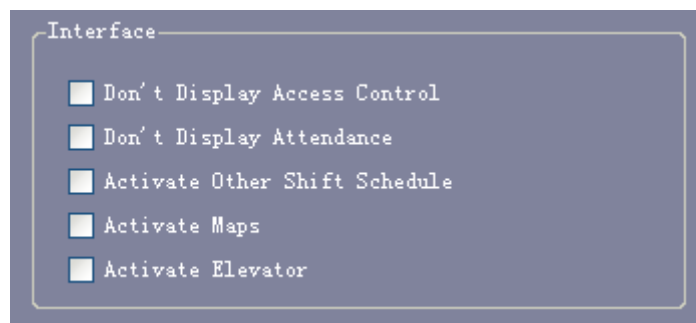 Interface
Don't Display Access Control
Don't Display Attendance
Activate Other Shift Schedule
Activate Maps
Activate Elevator